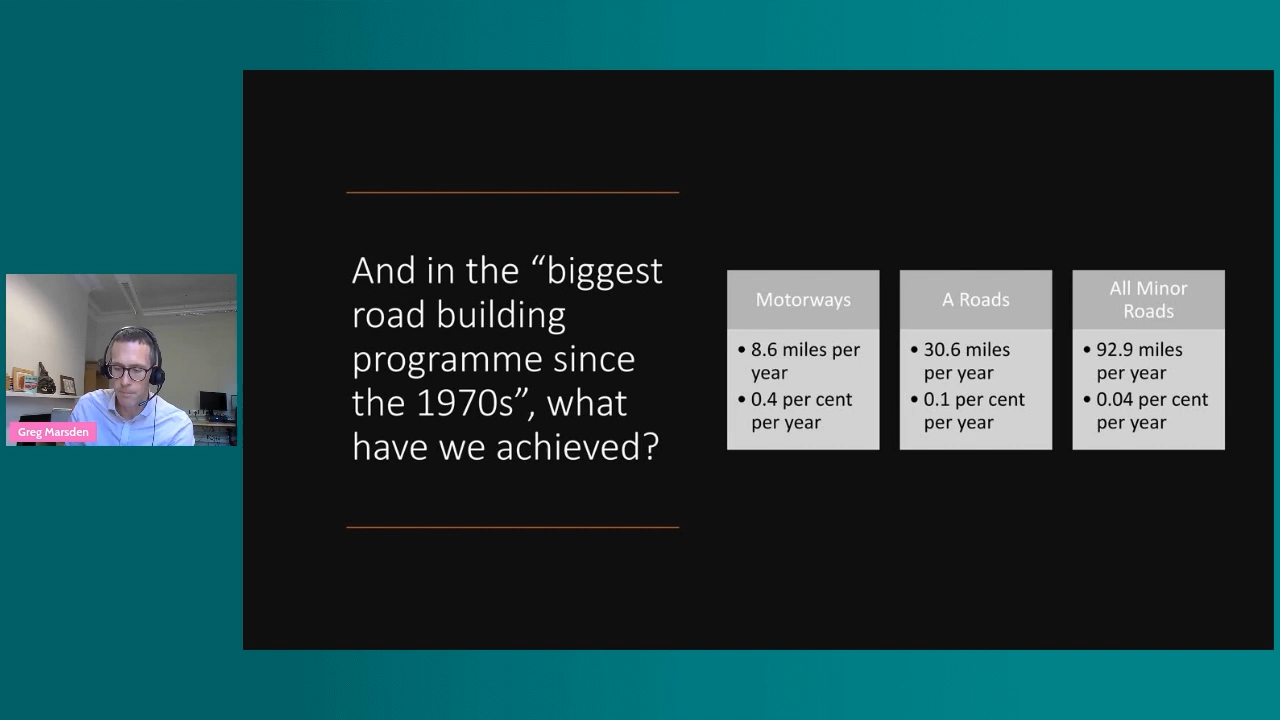 And in the “biggest
road building
programme since
the 1970s”, what
have we achieved?
Motorways
• 8.6 miles per
year
• 0.4 per cent
per year
A Roads
• 30.6 miles
per year
• 0.1 per cent
per year
All Minor
Roads
• 92.9 miles
per year
• 0.04 per cent
per year
Greg Marsden